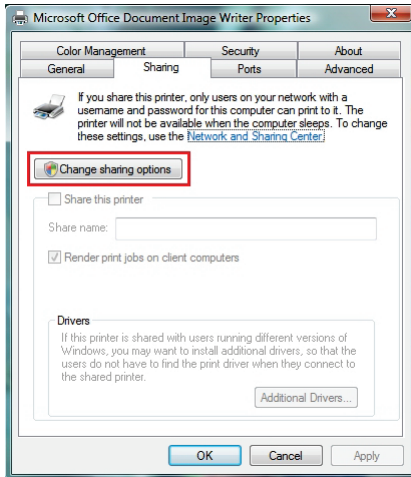 Microsoft Office Document Image Writer Properties
Color Management Security About
General Sharing Ports Advanced
If you share this printer, only users on your network with a
username and password for this computer can print to it. The
printer will not be available when the computer sleeps. To change
these settings, use the Network and Sharing Center.
Change sharing options
Share this printer
Share name:
Render print jobs on client computers
Drivers
If this printer is shared with users running different versions of
Windows, you may want to install additional drivers, so that the
users do not have to find the print driver when they connect to
the shared printer.
Additional Drivers...
OK Cancel Apply